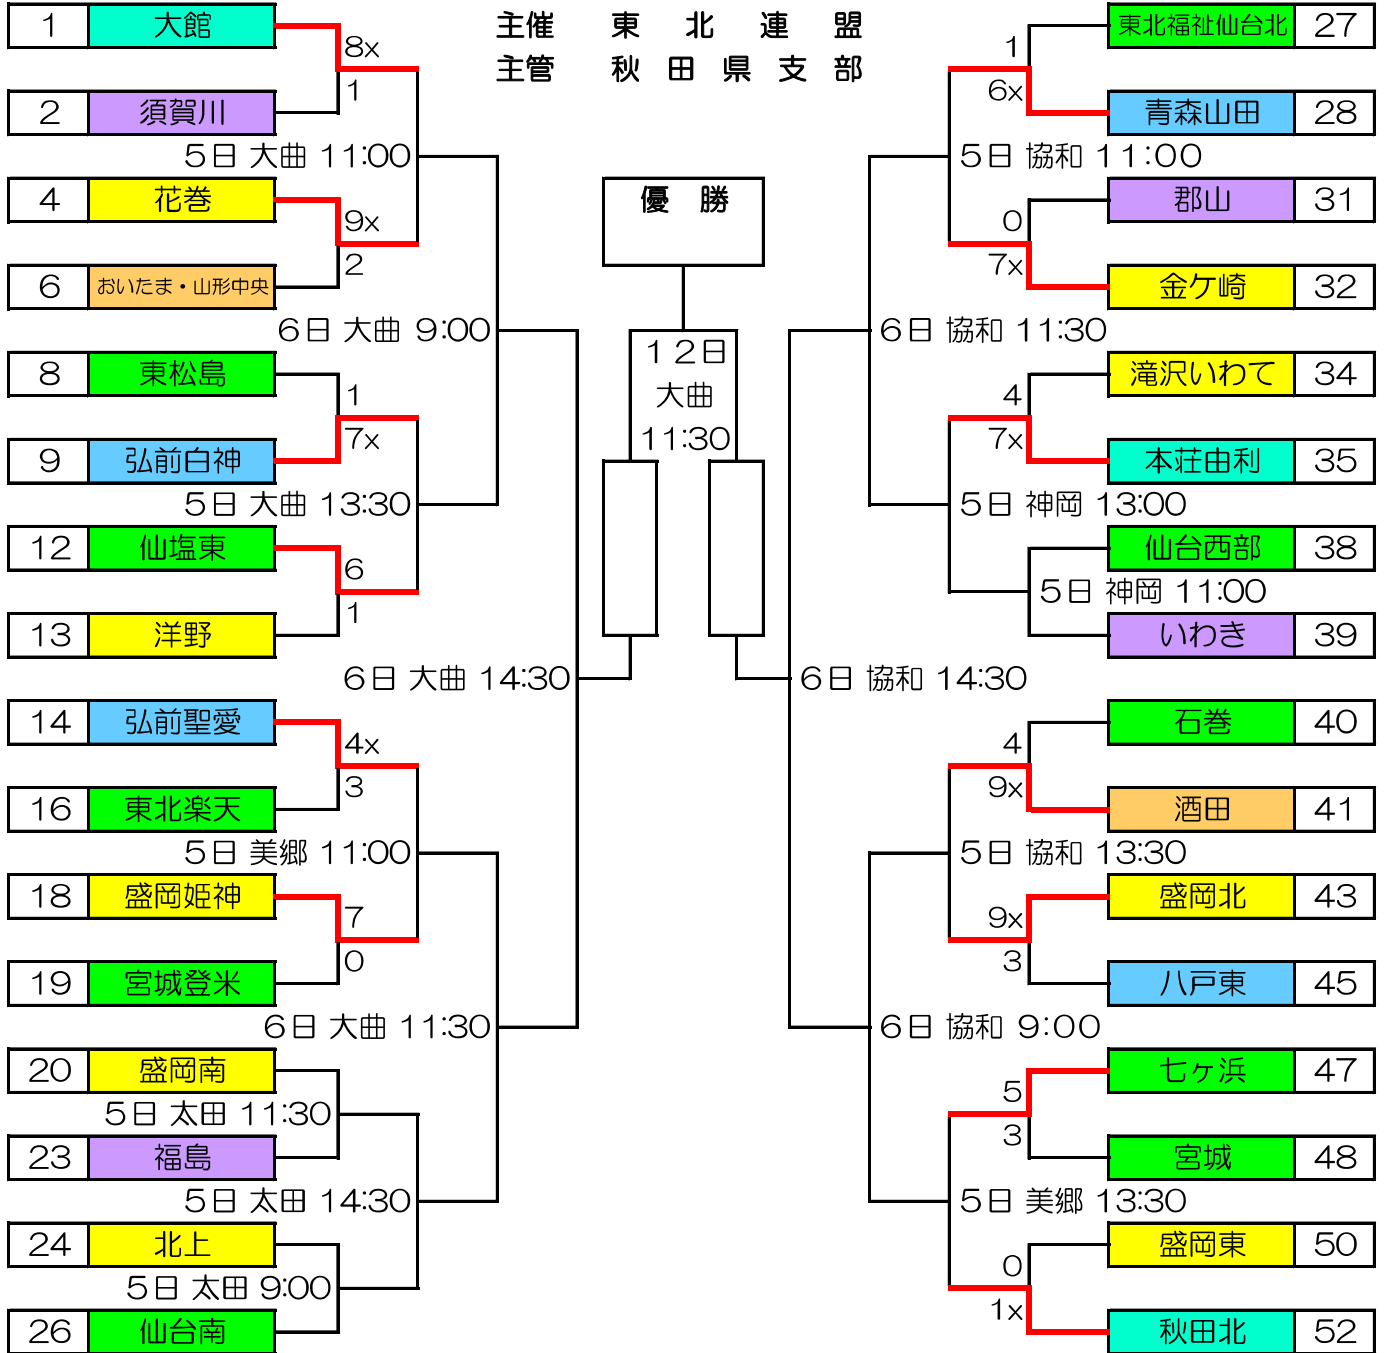 主催 東北連盟
主管 秋田県支部
1 大館
8x
1
2 須賀川
5日 大曲 11:00
4 花巻
9x
2
6 おいたま・山形中央
6日 大曲 9:00
8 東松島
1
7x
9 弘前白神
5日 大曲 13:30
12 仙塩東
6
1
13 洋野
6日 大曲 14:30
14 弘前聖愛
4x
3
16 東北楽天
5日 美郷 11:00
18 盛岡姫神
7
0
19 宮城登米
6日 大曲 11:30
20 盛岡南
5日 太田 11:30
23 福島
5日 太田 14:30
24 北上
5日 太田 9:00
26 仙台南
優勝
12日
大曲
11:30
東北福祉仙台北 27
1
6x
青森山田 28
5日 協和 11:00
郡山 31
0
7x
金ケ崎 32
6日 協和 11:30
滝沢いわて 34
4
7x
本荘由利 35
5日 神岡 13:00
仙台西部 38
5日 神岡 11:00
いわき 39
6日 協和 14:30
石巻 40
4
9x
酒田 41
5日 協和 13:30
盛岡北 43
9x
3
八戸東 45
6日 協和 9:00
七ヶ浜 47
5
3
宮城 48
5日 美郷 13:30
盛岡東 50
0
1x
秋田北 52